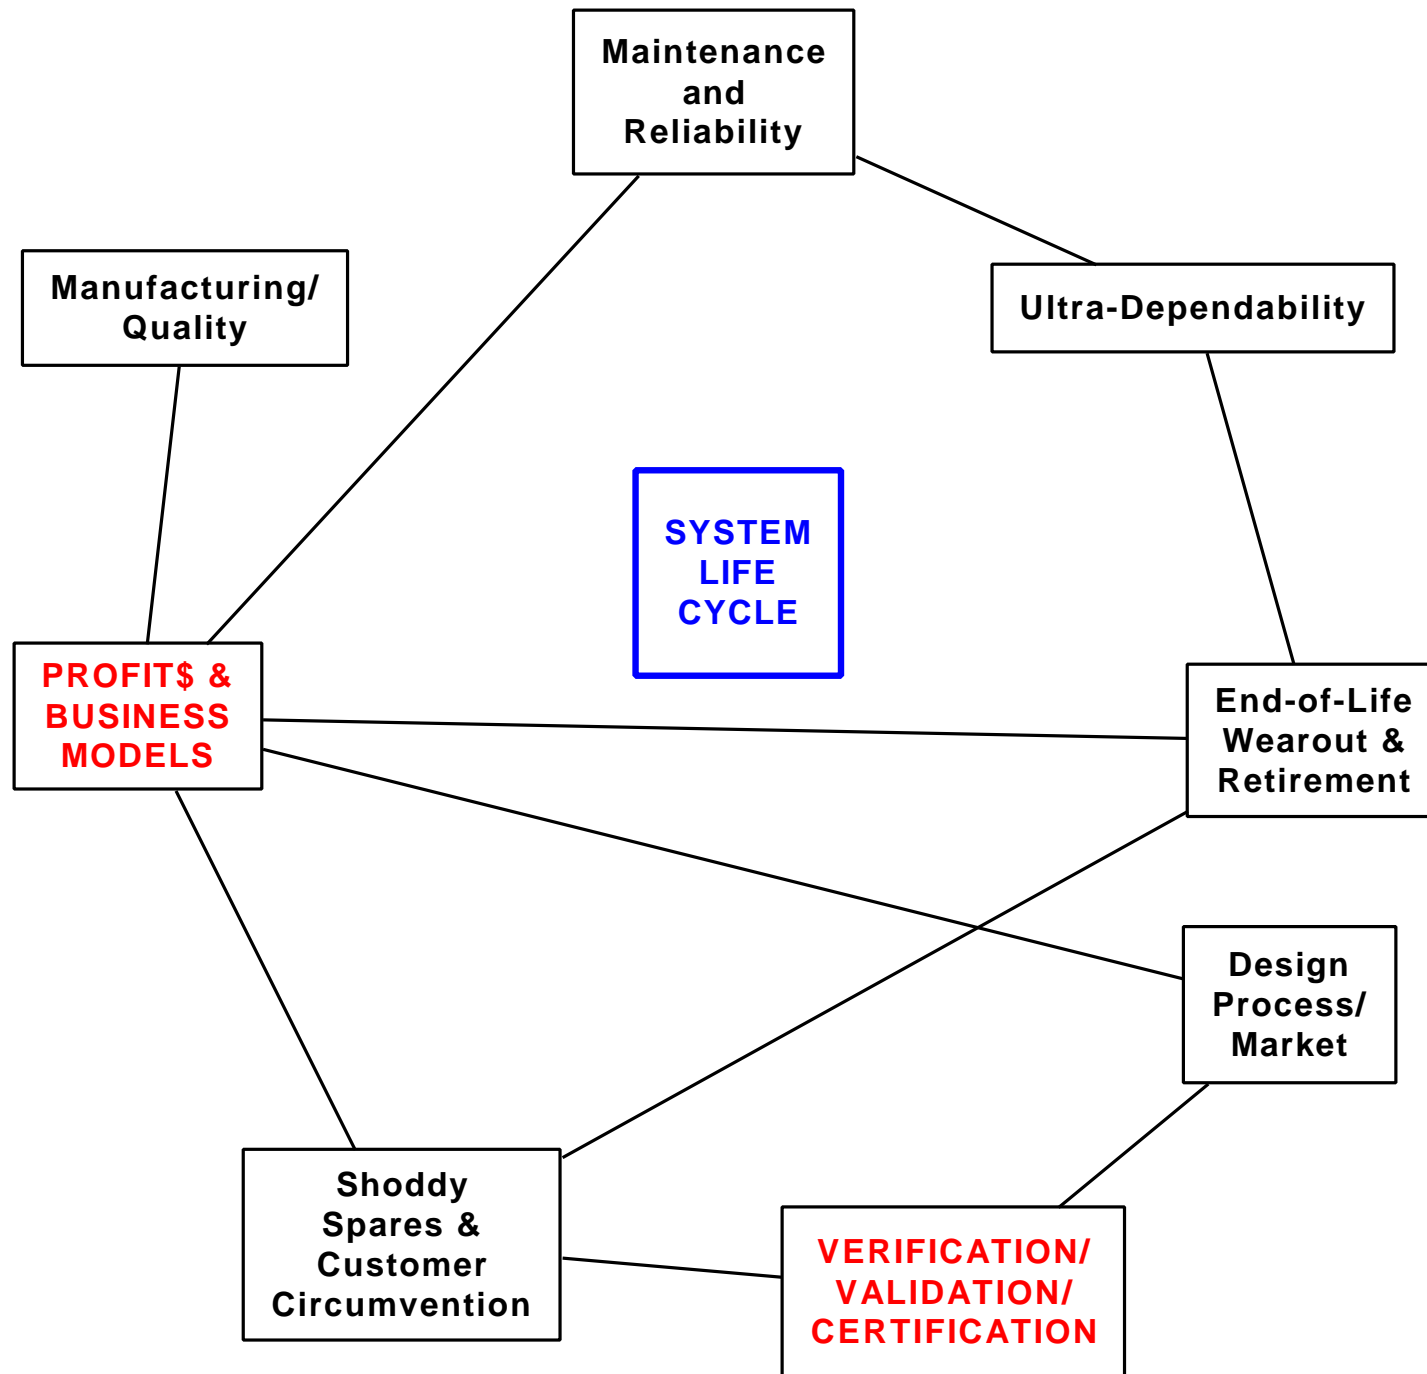 Maintenance
and
Reliability
Manufacturing/
Quality
Ultra-Dependability
SYSTEM
LIFE
CYCLE
PROFIT$ &
BUSINESS
MODELS
End-of-Life
Wearout &
Retirement
Design
Process/
Market
Shoddy
Spares &
Customer
Circumvention
VERIFICATION/
VALIDATION/
CERTIFICATION